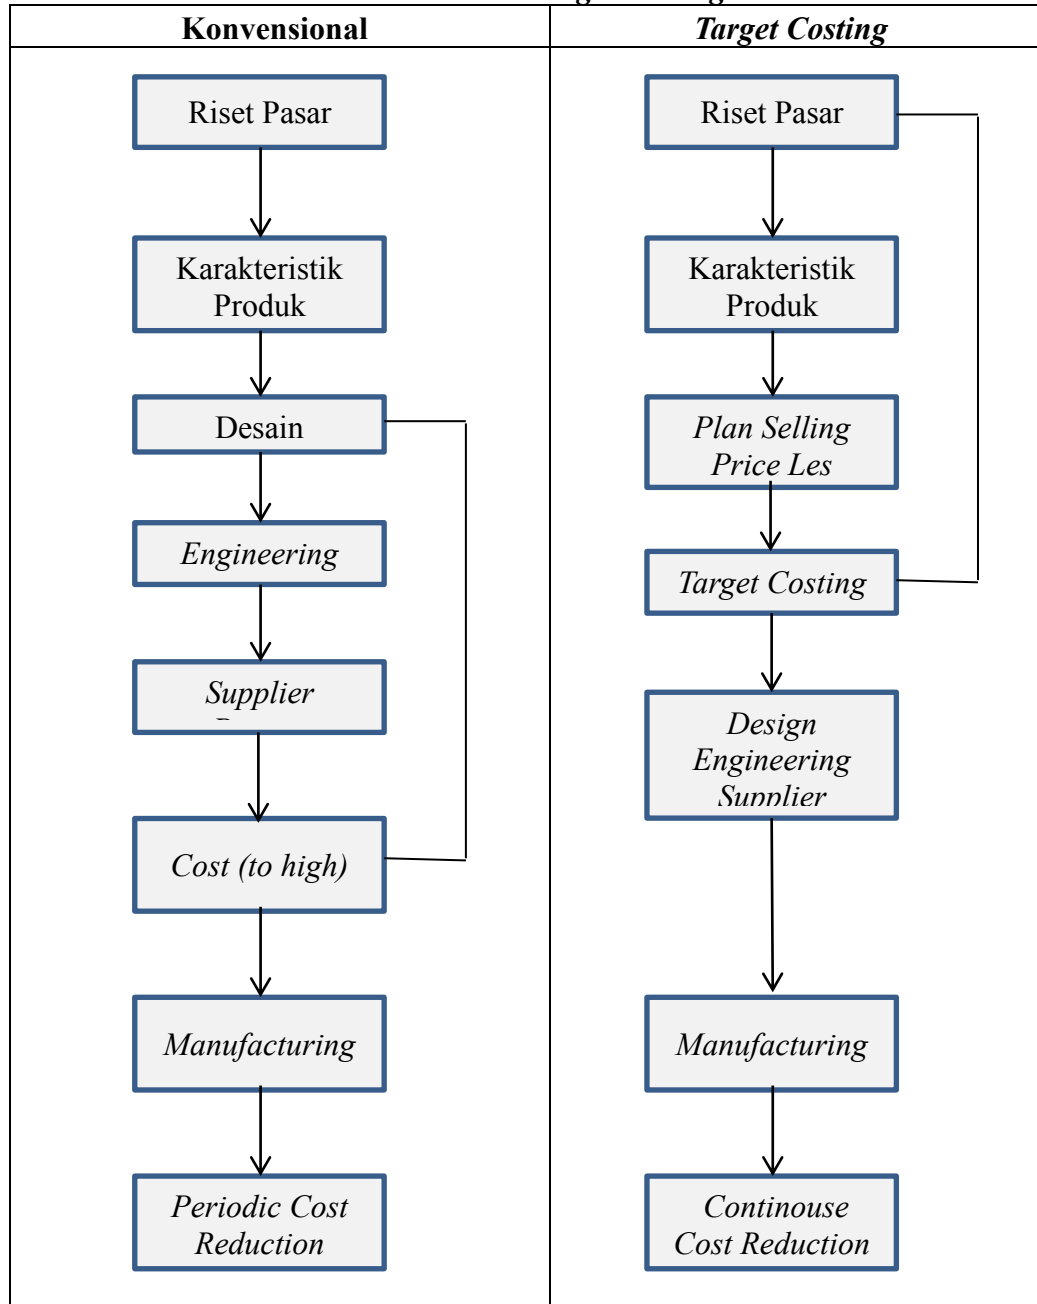 Konvensional
Target Costing
Riset Pasar
Karakteristik
Produk
Desain
Engineering
Supplier
Cost (to high)
Manufacturing
Periodic Cost
Reduction
Riset Pasar
Karakteristik
Produk
Plan Selling
Price Les
Target Costing
Design
Engineering
Supplier
Manufacturing
Continouse
Cost Reduction